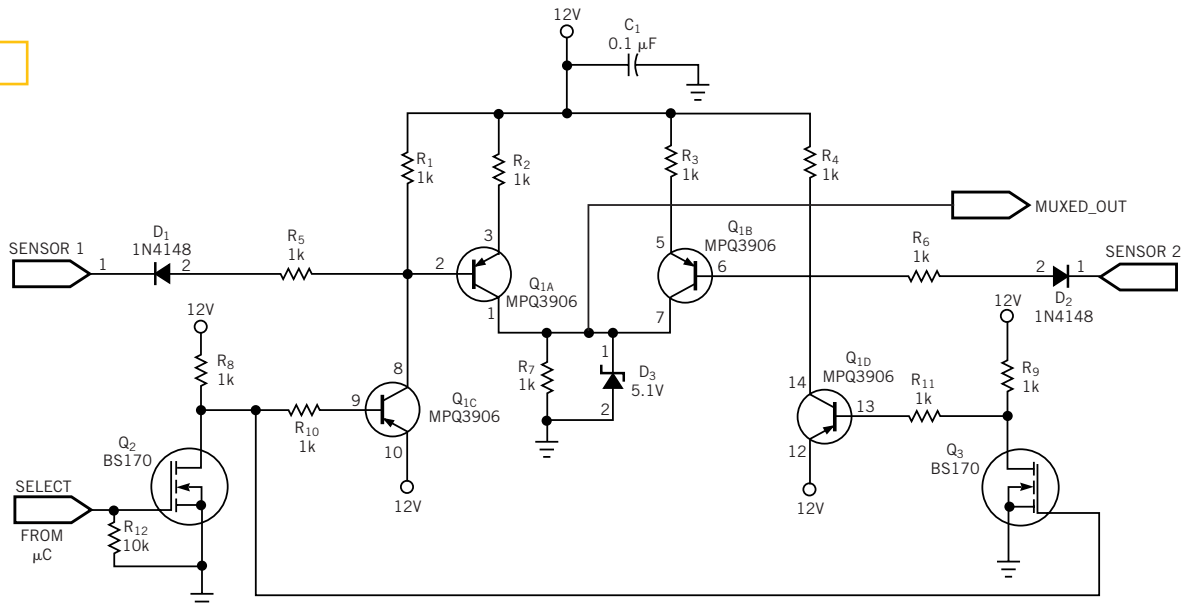 12V
C1
0.1 μF
R1
1k
R2
1k
R3
1k
R4
1k
MUXED_OUT
SENSOR 1
1
D1
1N4148
2
R5
1k
2
3
Q1A
MPQ3906
1
5
Q1B
MPQ3906
6
7
R6
1k
2
1
SENSOR 2
D2
1N4148
12V
R8
1k
R7
1k
1
D3
5.1V
2
8
9
Q1C
MPQ3906
10
12V
R10
1k
Q1D
MPQ3906
14
13
12
12V
R11
1k
12V
R9
1k
Q2
BS170
Q3
BS170
SELECT
FROM
μC
R12
10k